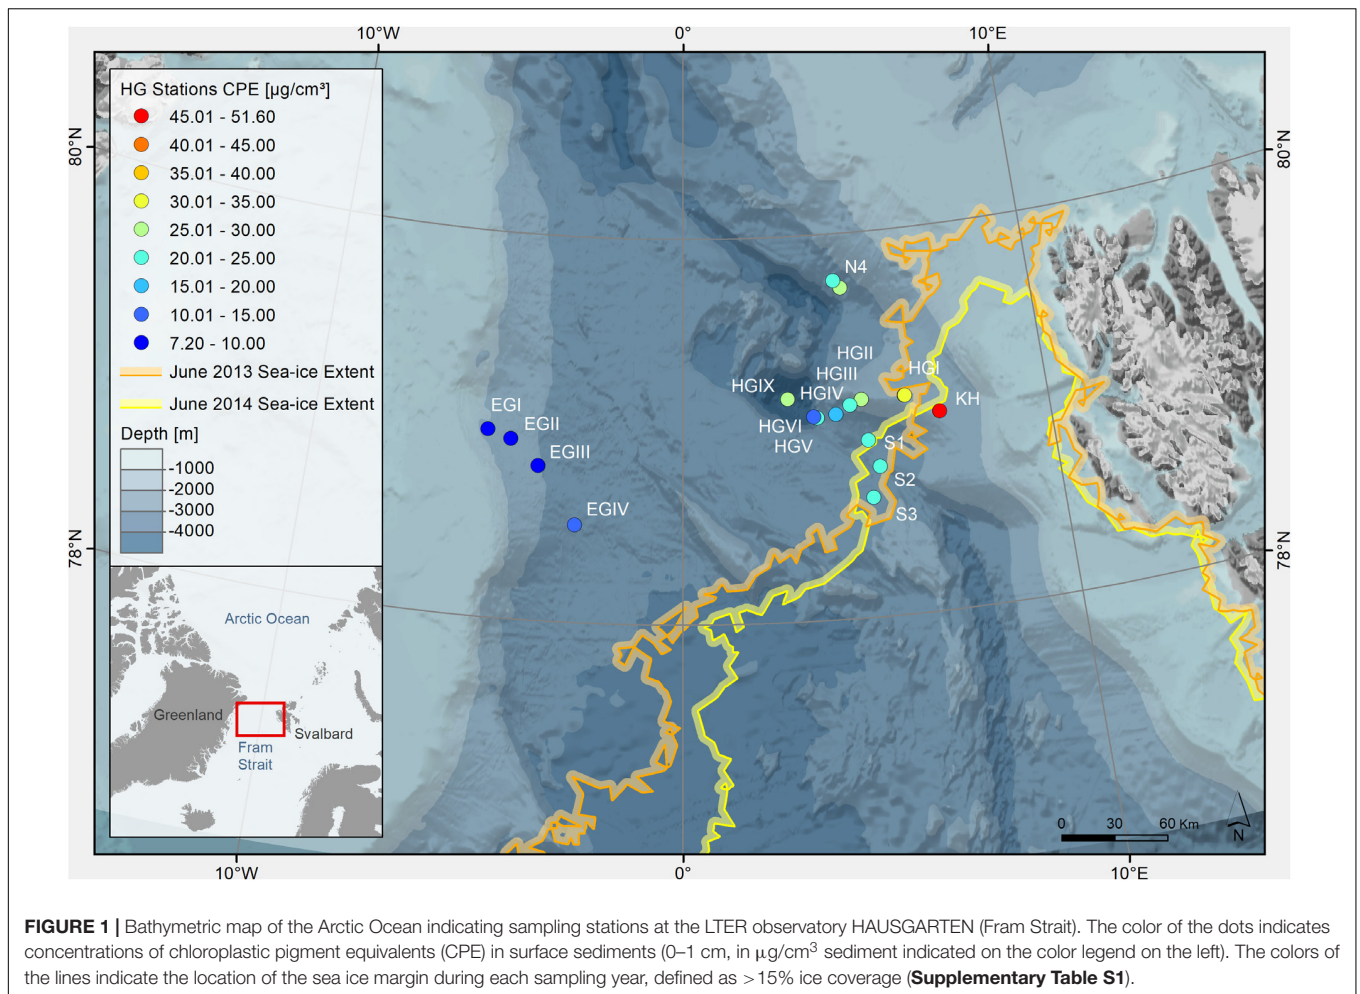 10°W
0°
10°E
80°N
80°N
78°N
78°N
HG Stations CPE [µg/cm³]
45.01 - 51.60
40.01 - 45.00
35.01 - 40.00
30.01 - 35.00
25.01 - 30.00
20.01 - 25.00
15.01 - 20.00
10.01 - 15.00
7.20 - 10.00
June 2013 Sea-ice Extent
June 2014 Sea-ice Extent
Depth [m]
-1000
-2000
-3000
-4000
Arctic Ocean
Greenland
Svalbard
Fram
Strait
N4
HGII
HGIII
HGI
HGIX
HGIV
KH
HGVI
HGV
S1
S2
S3
EGI
EGII
EGIII
EGIV
0 30 60 Km
N
10°W
0°
10°E
FIGURE 1 | Bathymetric map of the Arctic Ocean indicating sampling stations at the LTER observatory HAUSGARTEN (Fram Strait). The color of the dots indicates
concentrations of chloroplastic pigment equivalents (CPE) in surface sediments (0–1 cm, in µg/cm³ sediment indicated on the color legend on the left). The colors of
the lines indicate the location of the sea ice margin during each sampling year, defined as >15% ice coverage (Supplementary Table S1).